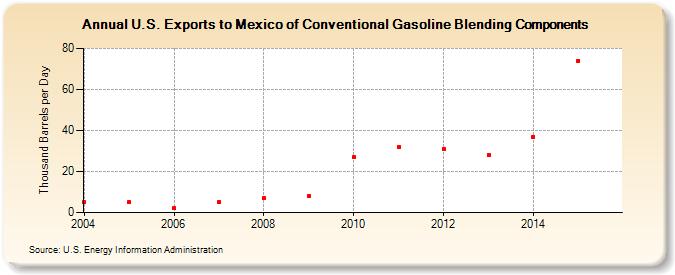 Annual U.S. Exports to Mexico of Conventional Gasoline Blending Components
Thousand Barrels per Day
80
60
40
20
0
2004 2006 2008 2010 2012 2014
Source: U.S. Energy Information Administration